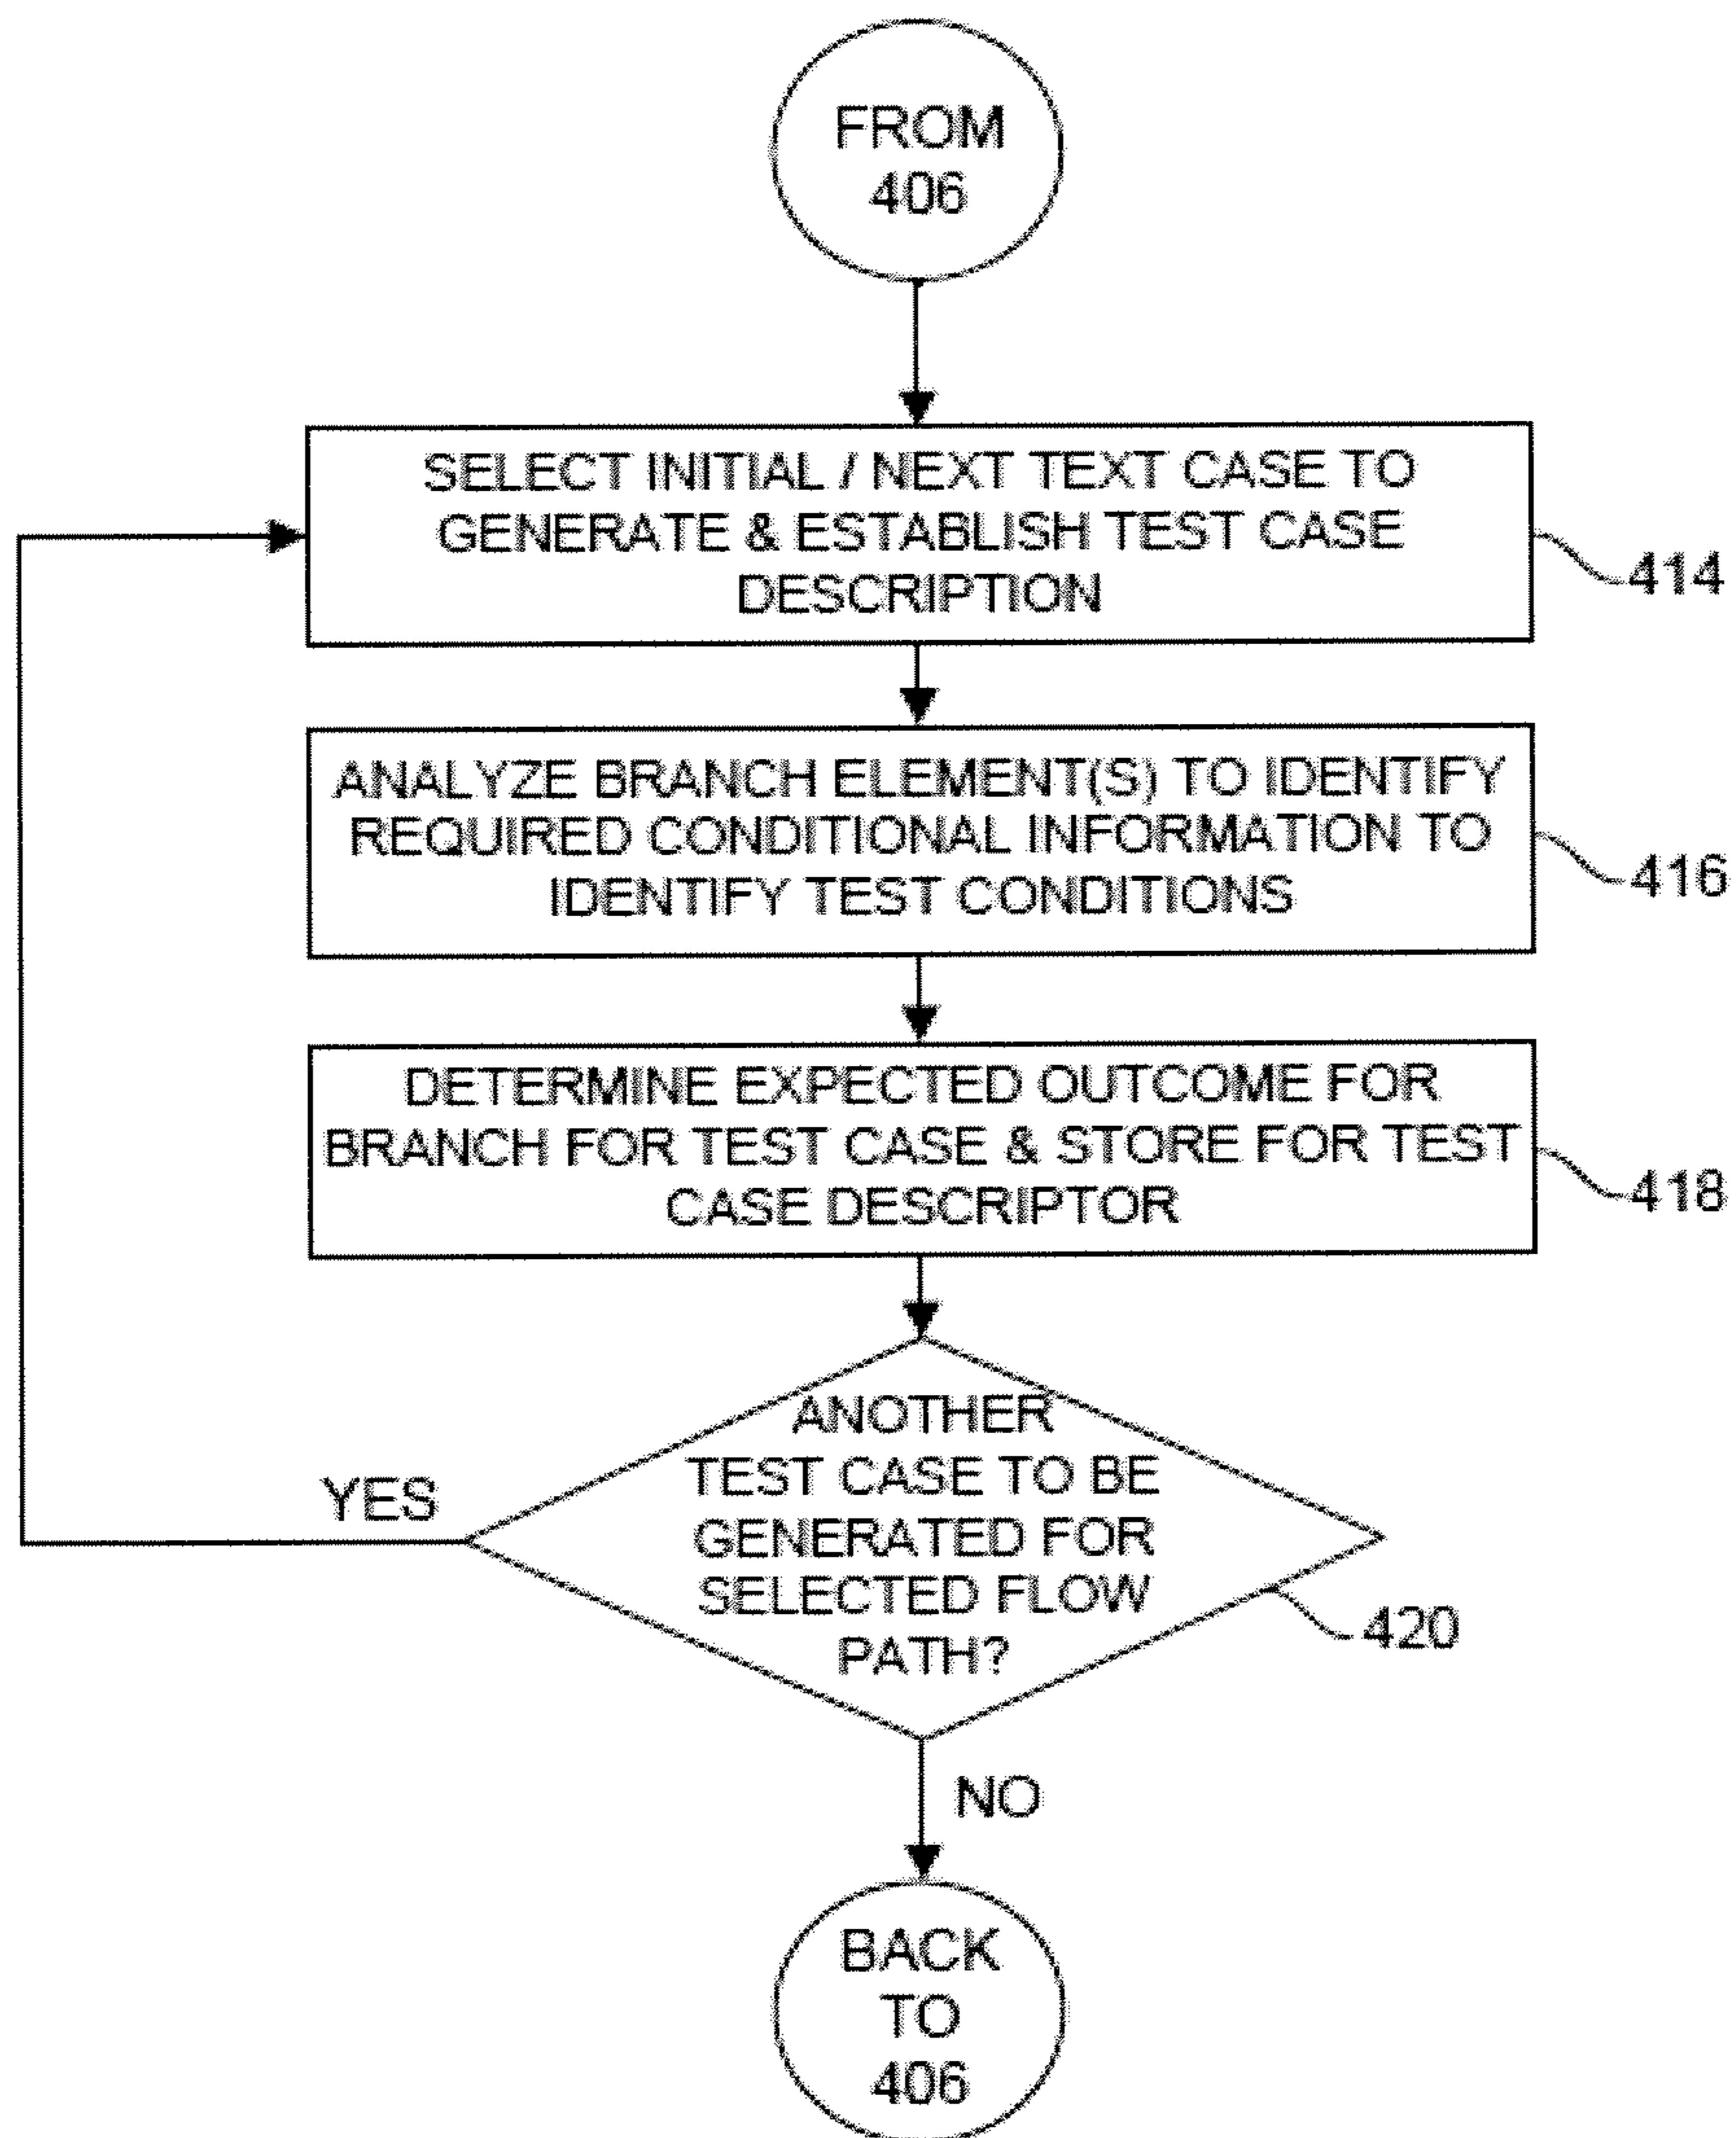 FROM
406
SELECT INITIAL / NEXT TEXT CASE TO
GENERATE & ESTABLISH TEST CASE
DESCRIPTION
414
ANALYZE BRANCH ELEMENT(S) TO IDENTIFY
REQUIRED CONDITIONAL INFORMATION TO
IDENTIFY TEST CONDITIONS
416
DETERMINE EXPECTED OUTCOME FOR
BRANCH FOR TEST CASE & STORE FOR TEST
CASE DESCRIPTOR
418
ANOTHER
TEST CASE TO BE
GENERATED FOR
SELECTED FLOW
PATH?
420
YES
NO
BACK
TO
406